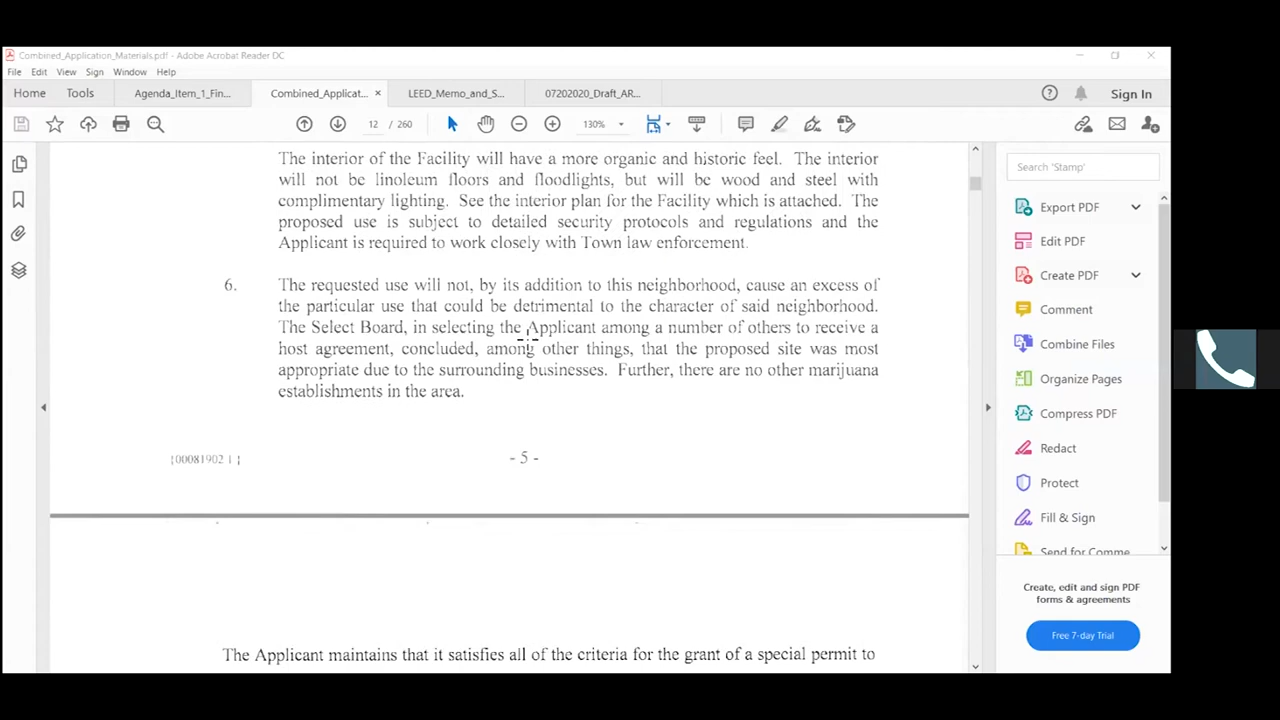 Combined_Application_Materials.pdf - Adobe Acrobat Reader DC
File Edit View Sign Window Help
Home Tools Agenda_Item_1_Fin... Combined_Applicat... × LEED_Memo_and_S... 07202020_Draft_AR... Sign In
12 / 260 130%
The interior of the Facility will have a more organic and historic feel. The interior
will not be linoleum floors and floodlights, but will be wood and steel with
complimentary lighting. See the interior plan for the Facility which is attached. The
proposed use is subject to detailed security protocols and regulations and the
Applicant is required to work closely with Town law enforcement.
6. The requested use will not, by its addition to this neighborhood, cause an excess of
the particular use that could be detrimental to the character of said neighborhood.
The Select Board, in selecting the Applicant among a number of others to receive a
host agreement, concluded, among other things, that the proposed site was most
appropriate due to the surrounding businesses. Further, there are no other marijuana
establishments in the area.
{00081902 1 }
- 5 -
The Applicant maintains that it satisfies all of the criteria for the grant of a special permit to
Search 'Stamp'
Export PDF
Edit PDF
Create PDF
Comment
Combine Files
Organize Pages
Compress PDF
Redact
Protect
Fill & Sign
Send for Comme
Create, edit and sign PDF
forms & agreements
Free 7-day Trial